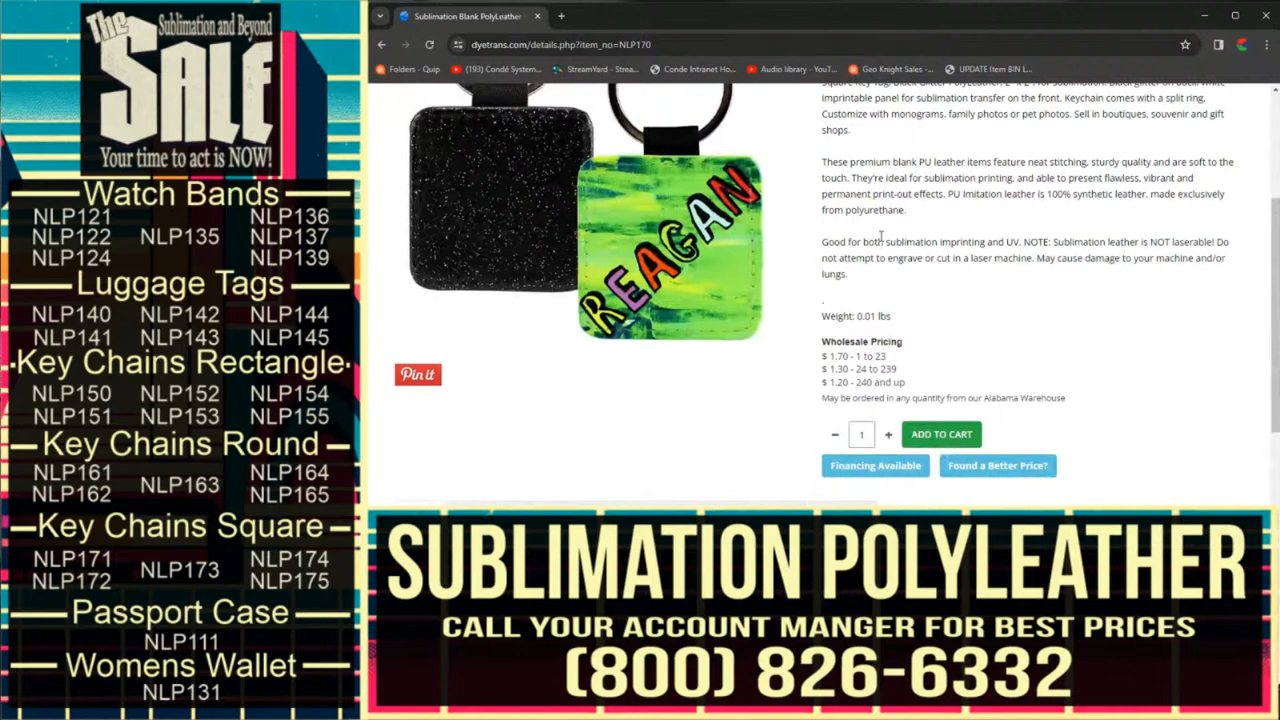 The
Sublimation and Beyond
SALE
Your time to act is NOW!
Watch Bands
NLP121 NLP136
NLP122 NLP135 NLP137
NLP124 NLP139
Luggage Tags
NLP140 NLP142 NLP144
NLP141 NLP143 NLP145
Key Chains Rectangle
NLP150 NLP152 NLP154
NLP151 NLP153 NLP155
Key Chains Round
NLP161 NLP164
NLP162 NLP163 NLP165
Key Chains Square
NLP171 NLP174
NLP172 NLP173 NLP175
Passport Case
NLP111
Womens Wallet
NLP131
Sublimation Blank PolyLeather
dyetrans.com/details.php?item_no=NLP170
Folders - Quip
(193) Condé System...
StreamYard - Strea...
Conde Intranet Ho...
Audio library - YouT...
Geo Knight Sales -...
UPDATE Item BIN L...
REAGAN
Pin it
imprintable panel for sublimation transfer on the front. Keychain comes with a split ring.
Customize with monograms, family photos or pet photos. Sell in boutiques, souvenir and gift
shops.
These premium blank PU leather items feature neat stitching, sturdy quality and are soft to the
touch. They're ideal for sublimation printing, and able to present flawless, vibrant and
permanent print-out effects. PU Imitation leather is 100% synthetic leather, made exclusively
from polyurethane.
Good for both sublimation imprinting and UV. NOTE: Sublimation leather is NOT laserable! Do
not attempt to engrave or cut in a laser machine. May cause damage to your machine and/or
lungs.
.
Weight: 0.01 lbs
Wholesale Pricing
$ 1.70 - 1 to 23
$ 1.30 - 24 to 239
$ 1.20 - 240 and up
May be ordered in any quantity from our Alabama Warehouse
− 1 + ADD TO CART
Financing Available Found a Better Price?
SUBLIMATION POLYLEATHER
CALL YOUR ACCOUNT MANGER FOR BEST PRICES
(800) 826-6332